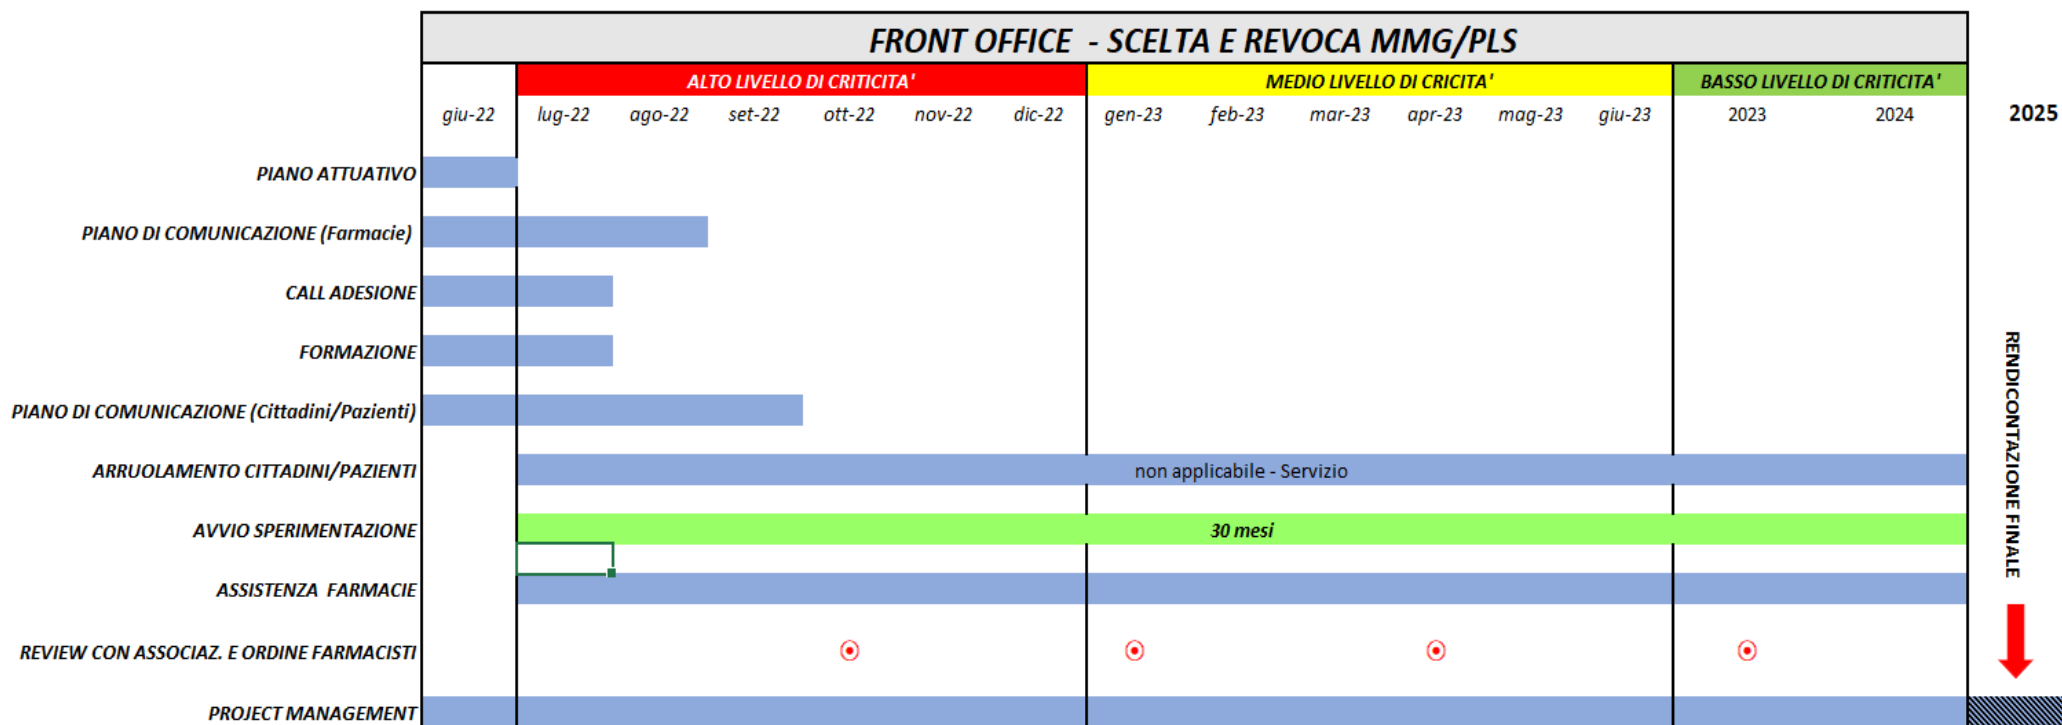 FRONT OFFICE - SCELTA E REVOCA MMG/PLS
ALTO LIVELLO DI CRITICITA' MEDIO LIVELLO DI CRICITA' BASSO LIVELLO DI CRITICITA'
giu-22 lug-22 ago-22 set-22 ott-22 nov-22 dic-22 gen-23 feb-23 mar-23 apr-23 mag-23 giu-23 2023 2024 2025
PIANO ATTUATIVO
PIANO DI COMUNICAZIONE (Farmacie)
CALL ADESIONE
FORMAZIONE
PIANO DI COMUNICAZIONE (Cittadini/Pazienti)
ARRUOLAMENTO CITTADINI/PAZIENTI non applicabile - Servizio
AVVIO SPERIMENTAZIONE 30 mesi
ASSISTENZA FARMACIE
REVIEW CON ASSOCIAZ. E ORDINE FARMACISTI
PROJECT MANAGEMENT
RENDICONTAZIONE FINALE